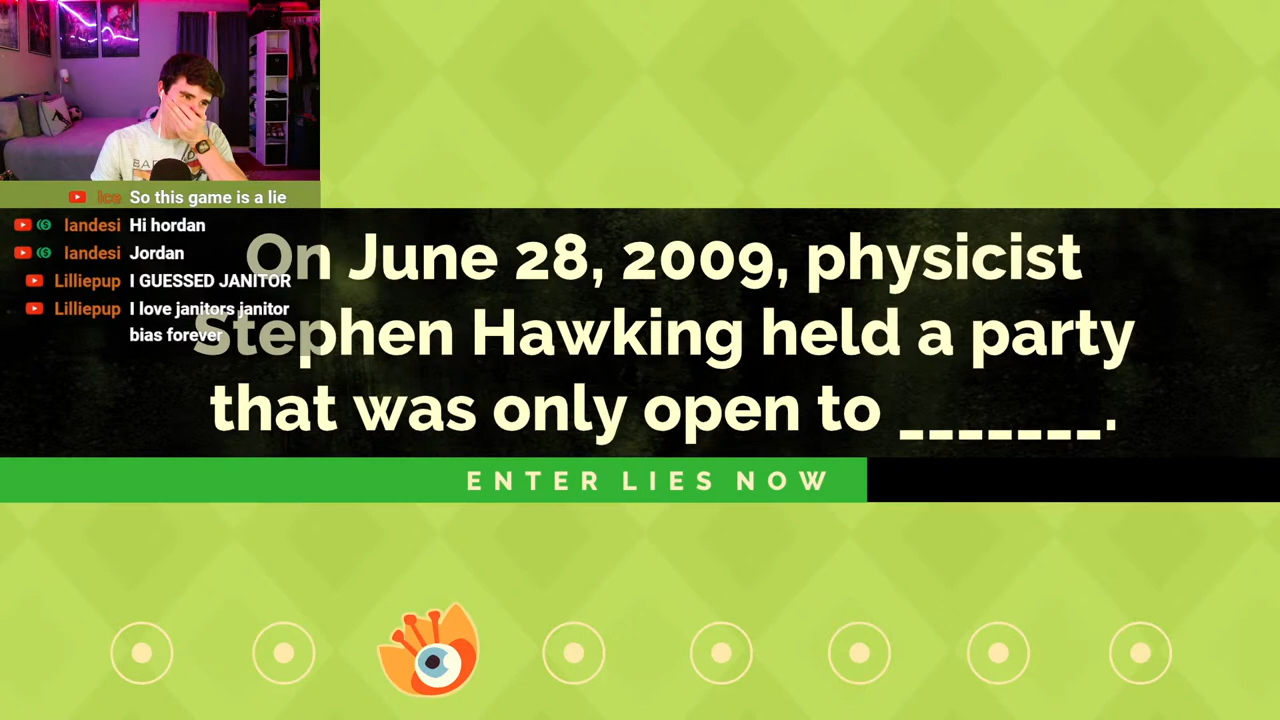 BAD
Ice So this game is a lie
landesi Hi hordan
landesi Jordan
Lilliepup I GUESSED JANITOR
Lilliepup I love janitors janitor
bias forever
On June 28, 2009, physicist
Stephen Hawking held a party
that was only open to _______.
ENTER LIES NOW